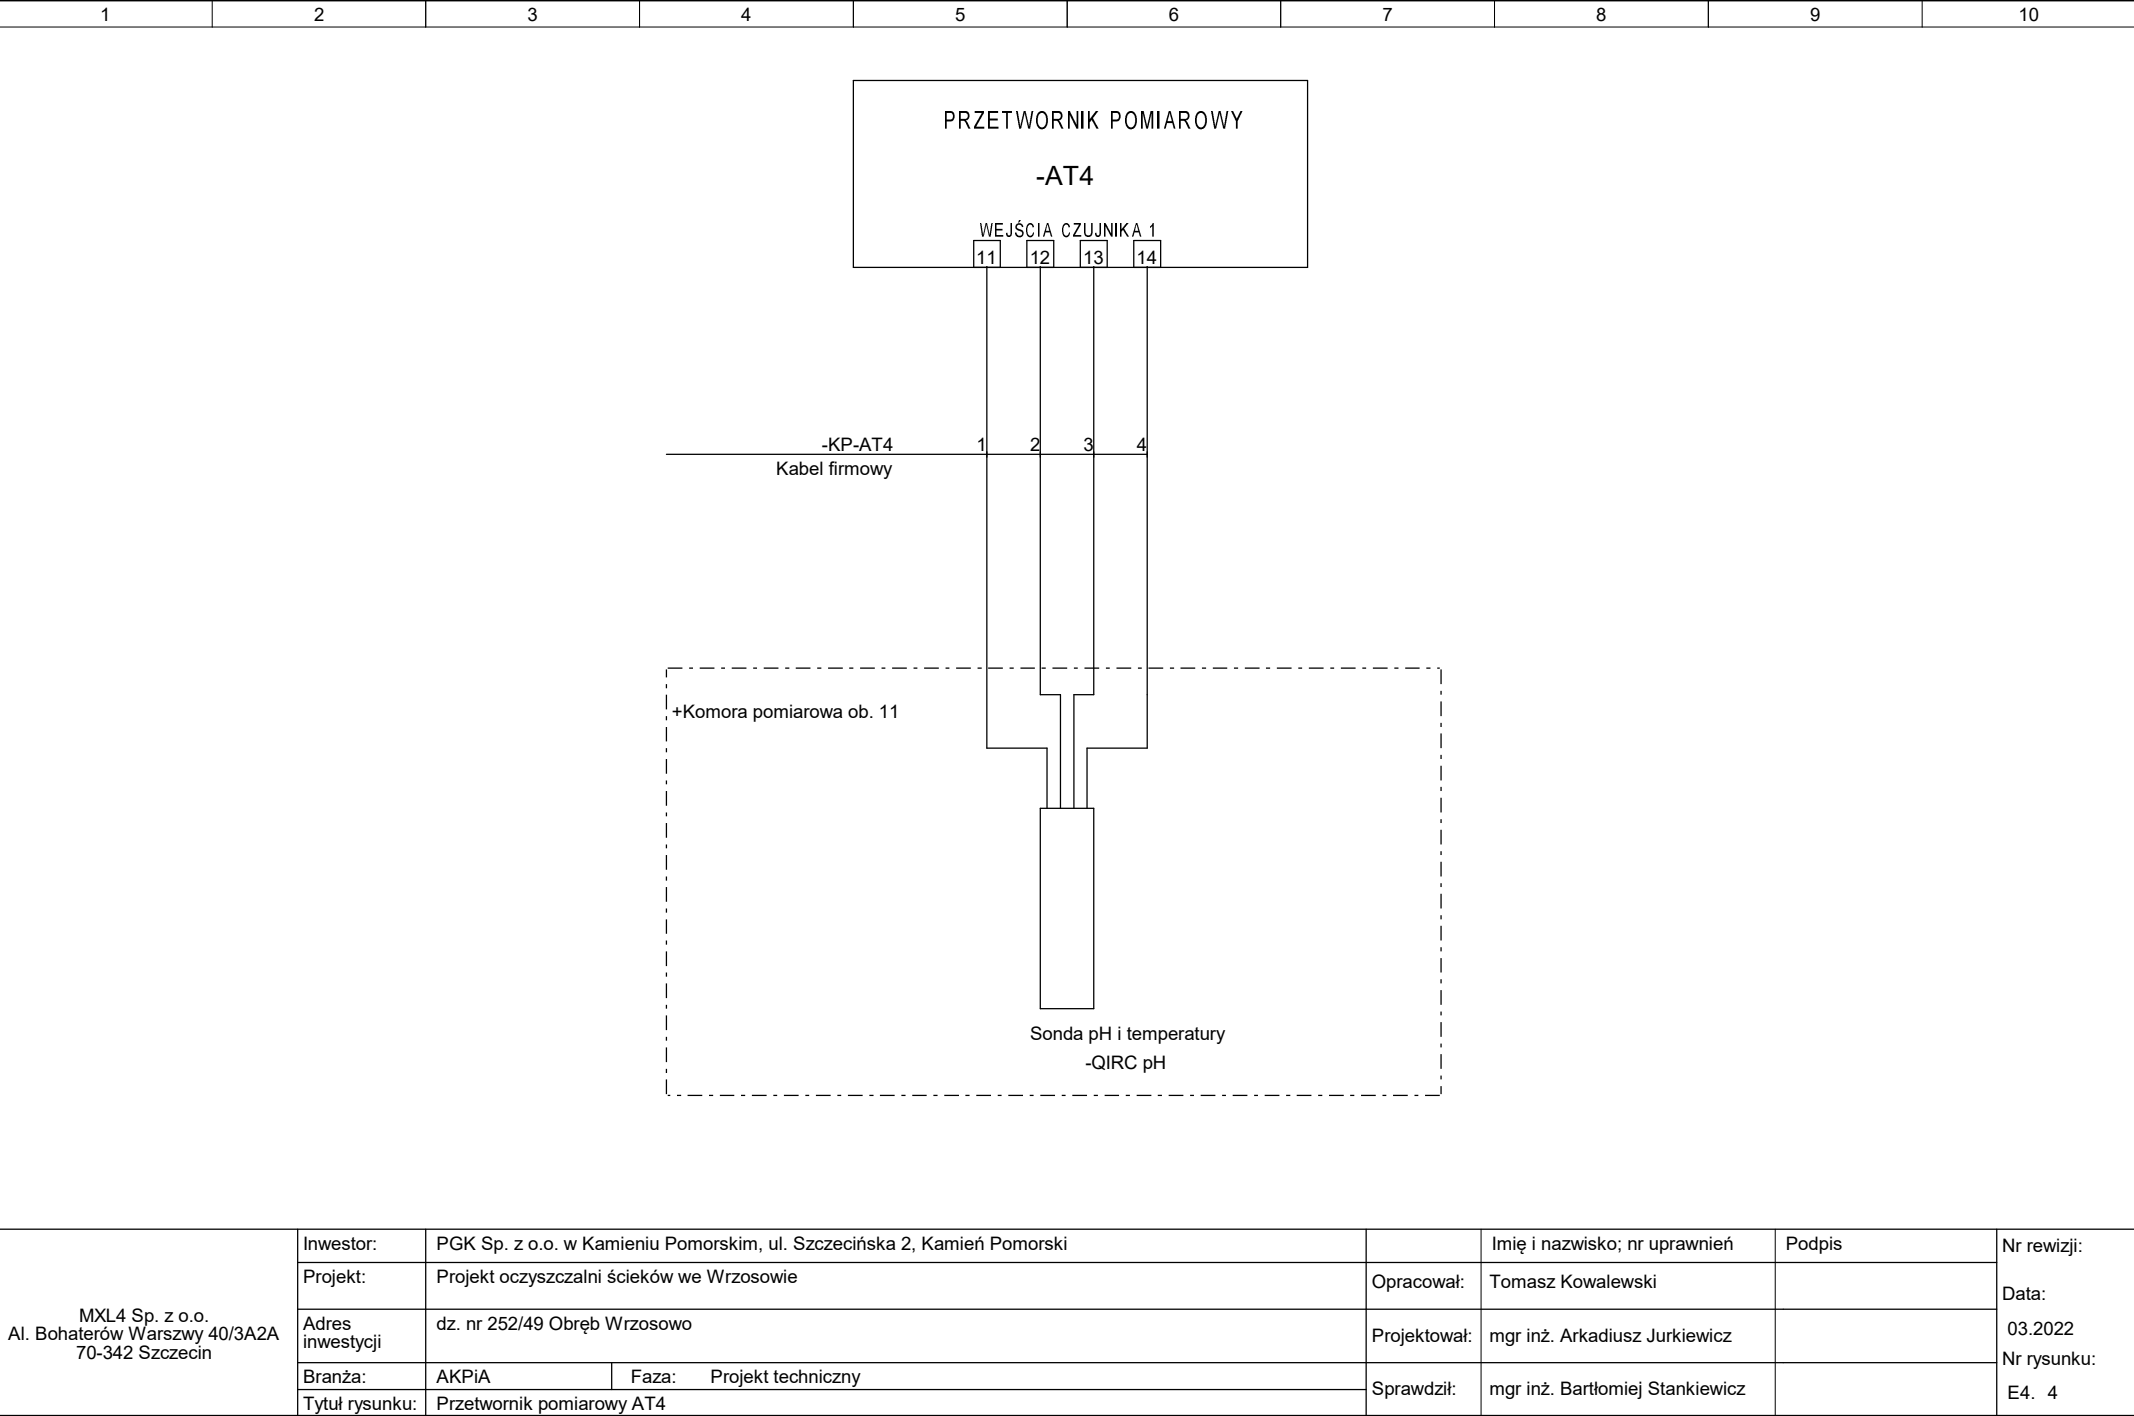 1 2 3 4 5 6 7 8 9 10
PRZETWORNIK POMIAROWY
-AT4
WEJŚCIA CZUJNIKA 1
11 12 13 14
-KP-AT4 1 2 3 4
Kabel firmowy
+Komora pomiarowa ob. 11
Sonda pH i temperatury
-QIRC pH
MXL4 Sp. z o.o.
Al. Bohaterów Warszwy 40/3A2A
70-342 Szczecin
Inwestor: PGK Sp. z o.o. w Kamieniu Pomorskim, ul. Szczecińska 2, Kamień Pomorski
Projekt: Projekt oczyszczalni ścieków we Wrzosowie
Adres
inwestycji
dz. nr 252/49 Obręb Wrzosowo
Branża: AKPiA Faza: Projekt techniczny
Tytuł rysunku: Przetwornik pomiarowy AT4
Imię i nazwisko; nr uprawnień Podpis
Opracował: Tomasz Kowalewski
Projektował: mgr inż. Arkadiusz Jurkiewicz
Sprawdził: mgr inż. Bartłomiej Stankiewicz
Nr rewizji:
Data:
03.2022
Nr rysunku:
E4. 4